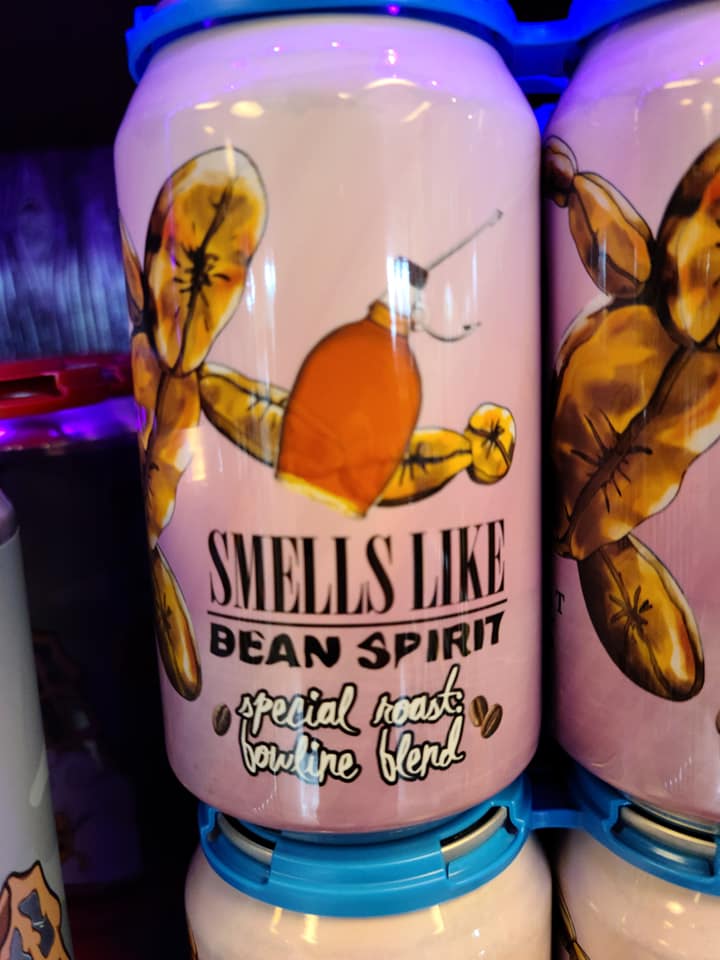 SMELLS LIKE
BEAN SPIRIT
special roast:
bowline blend
T